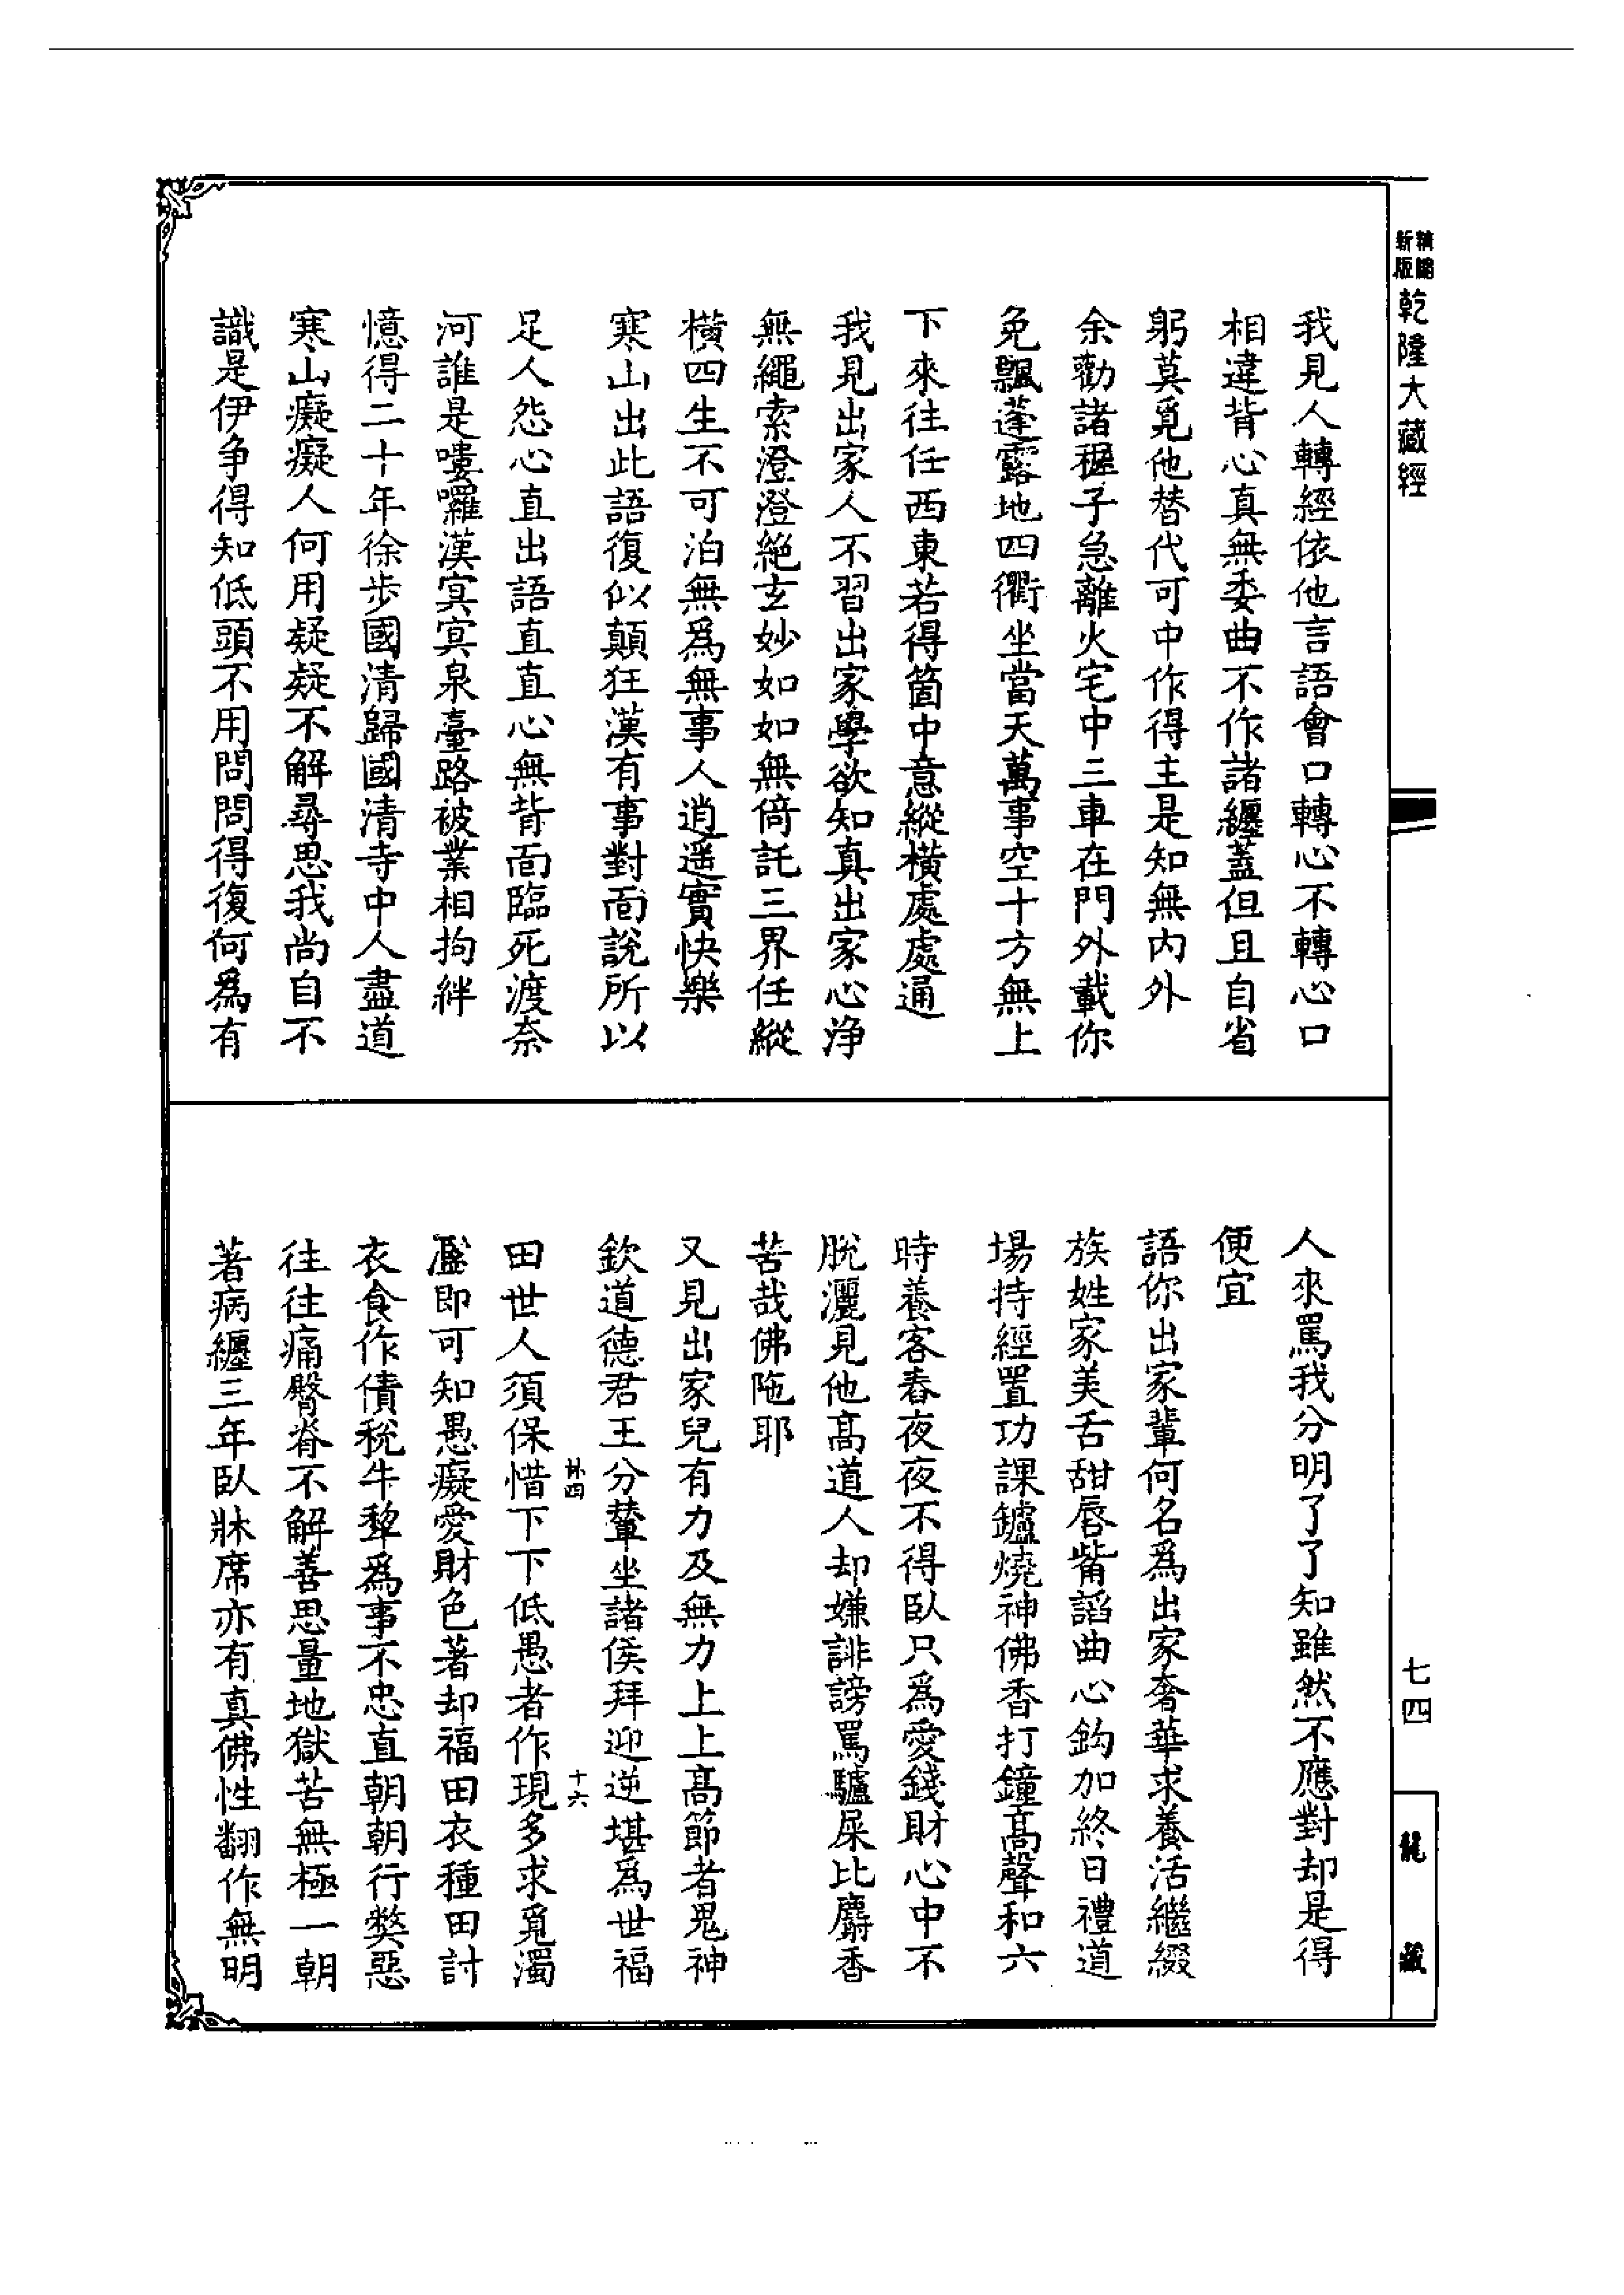 精縮
新版
乾隆大藏經
七四
龍藏
我見人轉經依他言語會口轉心不轉心口
相違背心真無委曲不作諸纏蓋但且自省
躬莫覓他替代可中作得主是知無內外
余勸諸稚子急離火宅中三車在門外載你
免飄蓬露地四衢坐當天萬事空十方無上
下來往任西東若得箇中意縱橫處處通
我見出家人不習出家學欲知真出家心淨
無繩索澄澄絕玄妙如如無倚託三界任縱
橫四生不可泊無爲無事人逍遙實快樂
寒山出此語復似顛狂漢有事對面說所以
足人怨心直出語直直心無背面臨死渡奈
河誰是嘍囉漢冥冥泉臺路被業相拘絆
憶得二十年徐步國清歸國清寺中人盡道
寒山癡癡人何用疑疑不解尋思我尚自不
識是伊争得知低頭不用問問得復何為有
人來罵我分明了了知雖然不應對却是得
便宜
語你出家輩何名爲出家奢華求養活繼綴
族姓家美舌甜唇觜諂曲心鈎加終日禮道
場持經置功課鑪燒神佛香打鐘高聲和六
時養客舂夜夜不得臥只為愛錢財心中不
脫灑見他高道人却嫌誹謗罵驢屎比麝香
苦哉佛陁耶
又見出家兒有力及無力上上高節者鬼神
欽道德君王分輦坐諸侯拜迎逆堪為世福
田世人須保惜下下低愚者作現多求覓濁
濫即可知愚癡愛財色著却福田衣種田討
衣食作債稅牛犂爲事不忠直朝朝行弊惡
往往痛臀脊不解善思量地獄苦無極一朝
著病纏三年臥牀席亦有真佛性翻作無明
十六